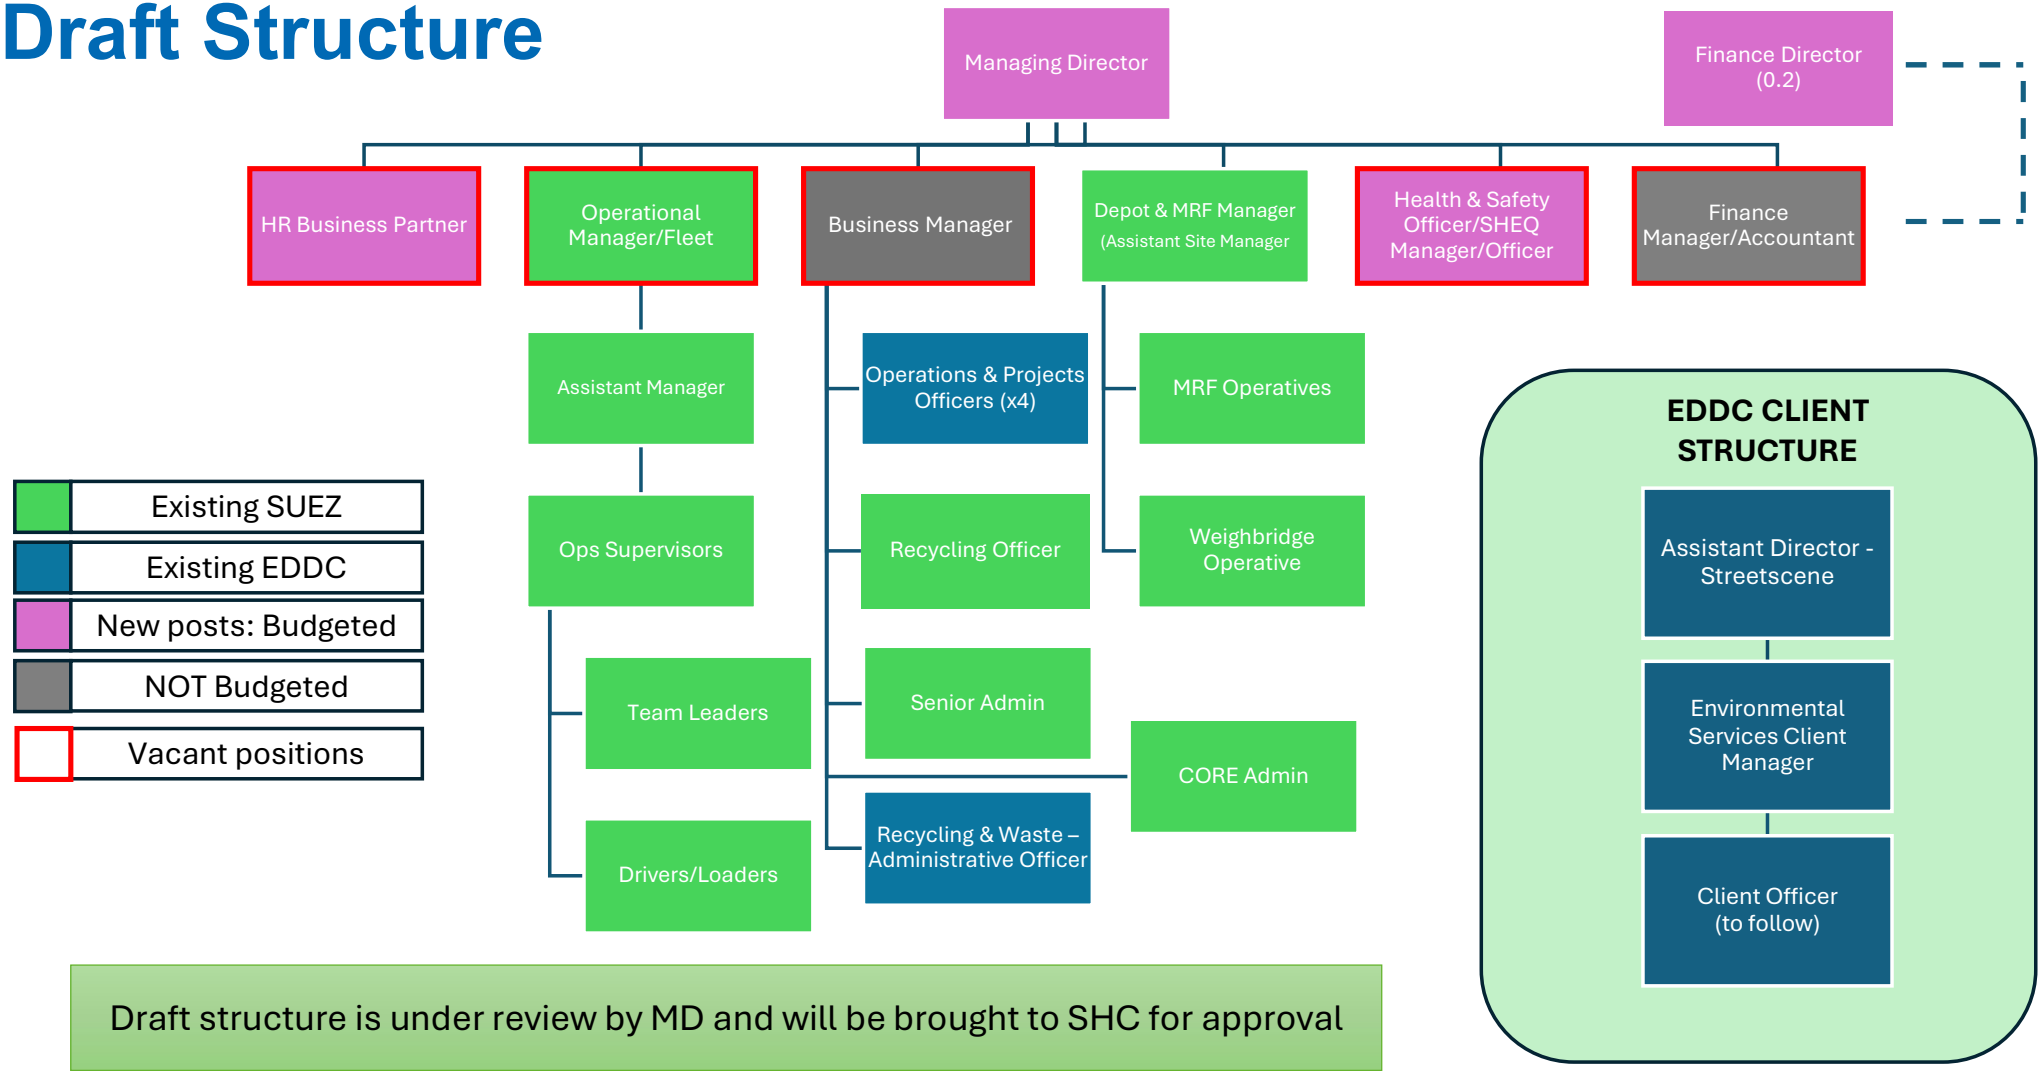 Draft Structure
Managing Director
Finance Director
(0.2)
HR Business Partner
Operational
Manager/Fleet
Business Manager
Depot & MRF Manager
(Assistant Site Manager
Health & Safety
Officer/SHEQ
Manager/Officer
Finance
Manager/Accountant
Assistant Manager
Operations & Projects
Officers (x4)
MRF Operatives
Ops Supervisors
Recycling Officer
Weighbridge
Operative
Team Leaders
Senior Admin
CORE Admin
Drivers/Loaders
Recycling & Waste –
Administrative Officer
Existing SUEZ
Existing EDDC
New posts: Budgeted
NOT Budgeted
Vacant positions
EDDC CLIENT
STRUCTURE
Assistant Director -
Streetscene
Environmental
Services Client
Manager
Client Officer
(to follow)
Draft structure is under review by MD and will be brought to SHC for approval